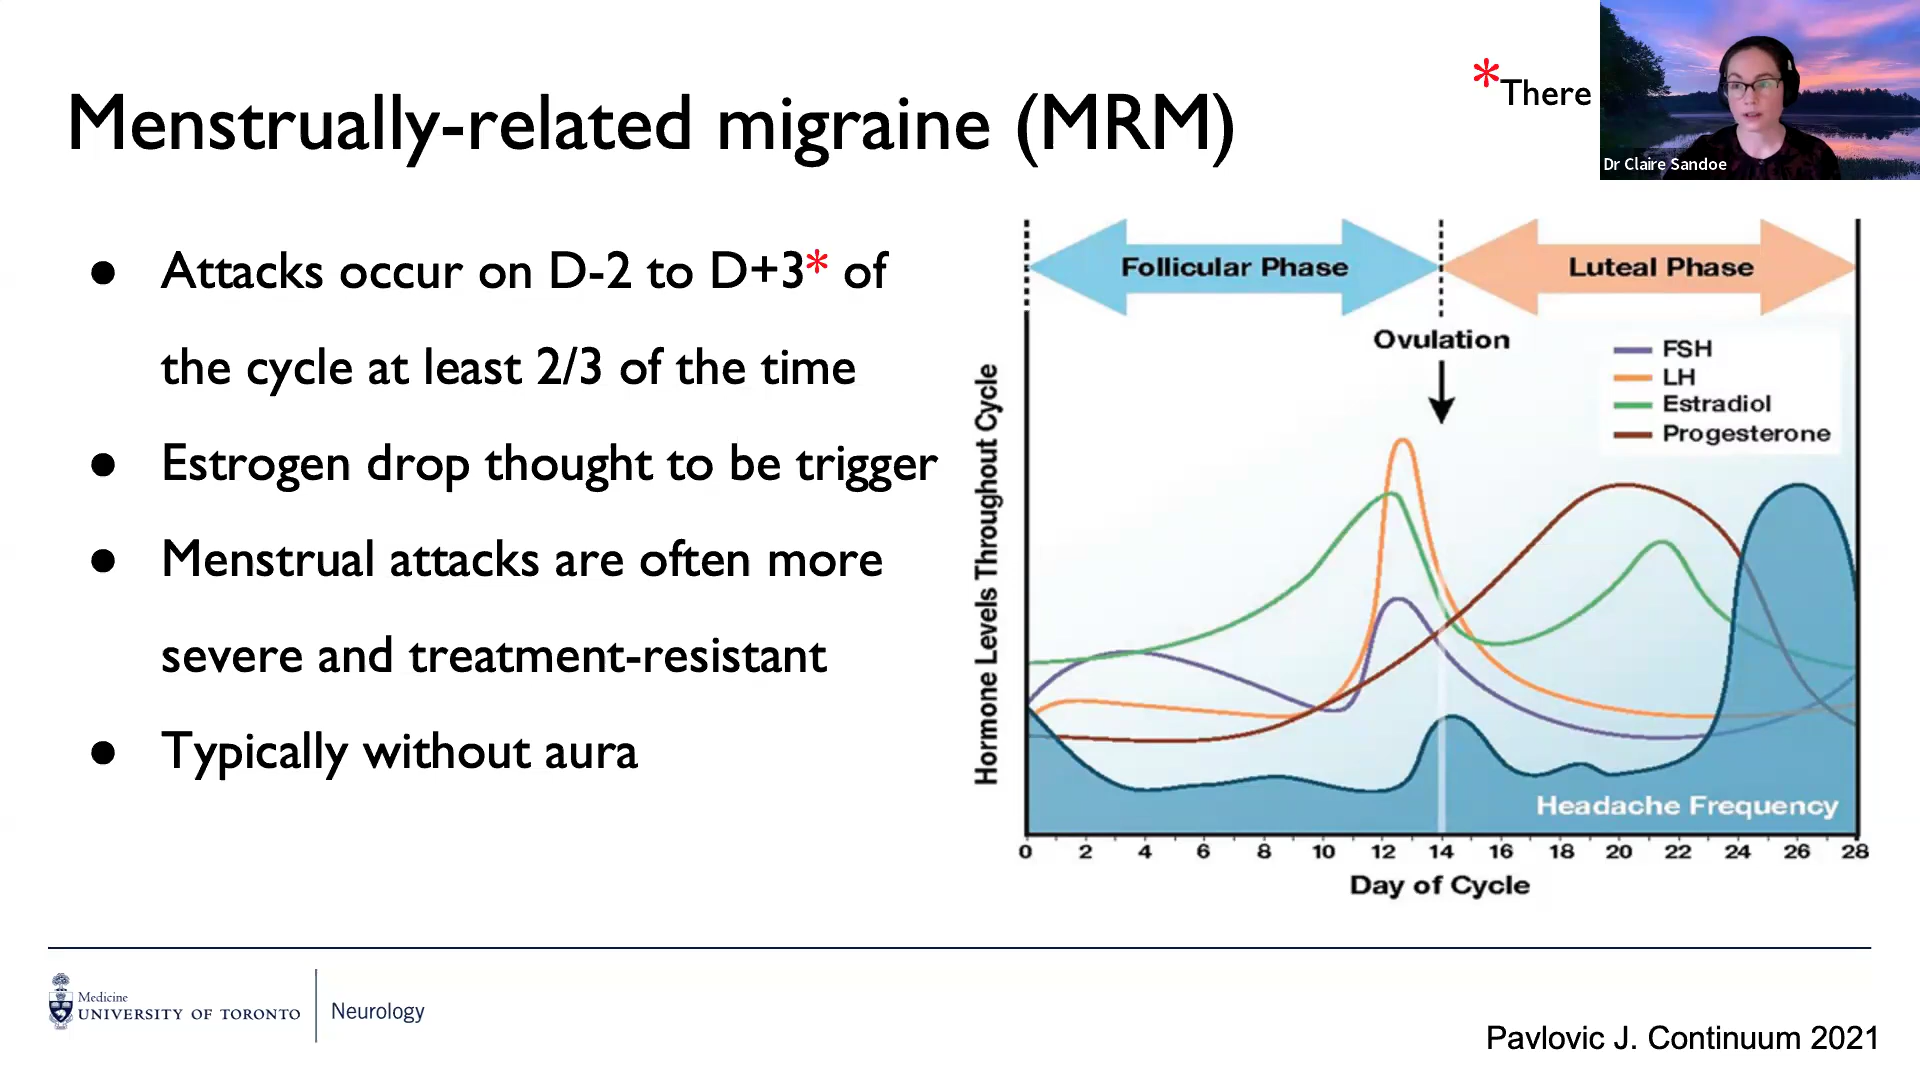 Menstrually-related migraine (MRM)
*There
Dr Claire Sandoe
● Attacks occur on D-2 to D+3* of
the cycle at least 2/3 of the time
● Estrogen drop thought to be trigger
● Menstrual attacks are often more
severe and treatment-resistant
● Typically without aura
Follicular Phase
Luteal Phase
Ovulation
FSH
LH
Estradiol
Progesterone
Hormone Levels Throughout Cycle
Headache Frequency
0 2 4 6 8 10 12 14 16 18 20 22 24 26 28
Day of Cycle
Medicine
UNIVERSITY OF TORONTO
Neurology
Pavlovic J. Continuum 2021